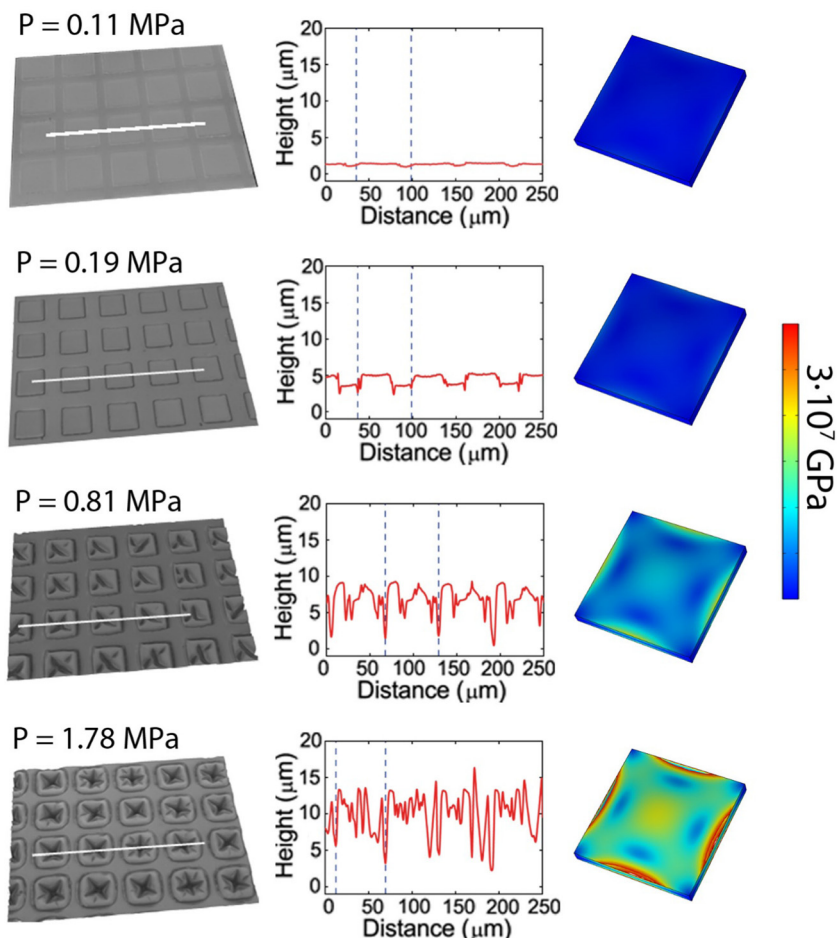 P = 0.11 MPa
Height (μm)
20
15
10
5
0
0 50 100 150 200 250
Distance (μm)
P = 0.19 MPa
Height (μm)
20
15
10
5
0
0 50 100 150 200 250
Distance (μm)
3·10⁷ GPa
P = 0.81 MPa
Height (μm)
20
15
10
5
0
0 50 100 150 200 250
Distance (μm)
P = 1.78 MPa
Height (μm)
20
15
10
5
0
0 50 100 150 200 250
Distance (μm)